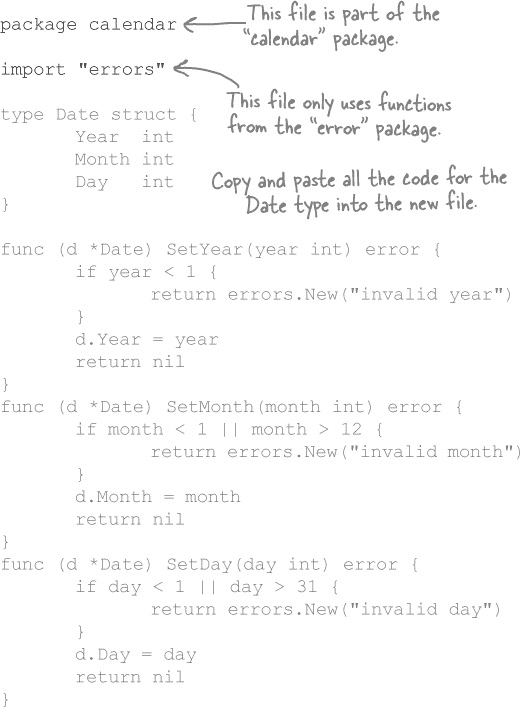 package calendar
This file is part of the
“calendar” package.
import "errors"
This file only uses functions
from the “error” package.
type Date struct {
        Year  int
        Month int
        Day   int
Copy and paste all the code for the
Date type into the new file.
}
func (d *Date) SetYear(year int) error {
        if year < 1 {
                return errors.New("invalid year")
        }
        d.Year = year
        return nil
}
func (d *Date) SetMonth(month int) error {
        if month < 1 || month > 12 {
                return errors.New("invalid month")
        }
        d.Month = month
        return nil
}
func (d *Date) SetDay(day int) error {
        if day < 1 || day > 31 {
                return errors.New("invalid day")
        }
        d.Day = day
        return nil
}